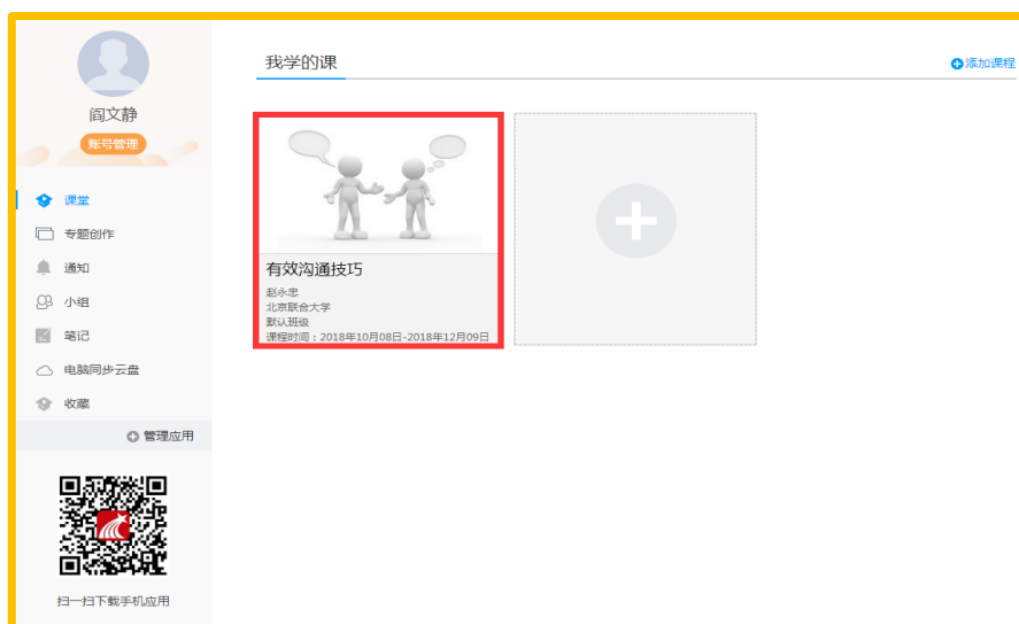 阎文静
账号管理
课堂
专题创作
通知
小组
笔记
电脑同步云盘
收藏
管理应用
扫一扫下载手机应用
我学的课
添加课程
有效沟通技巧
赵永忠
北京联合大学
默认班级
课程时间：2018年10月08日-2018年12月09日